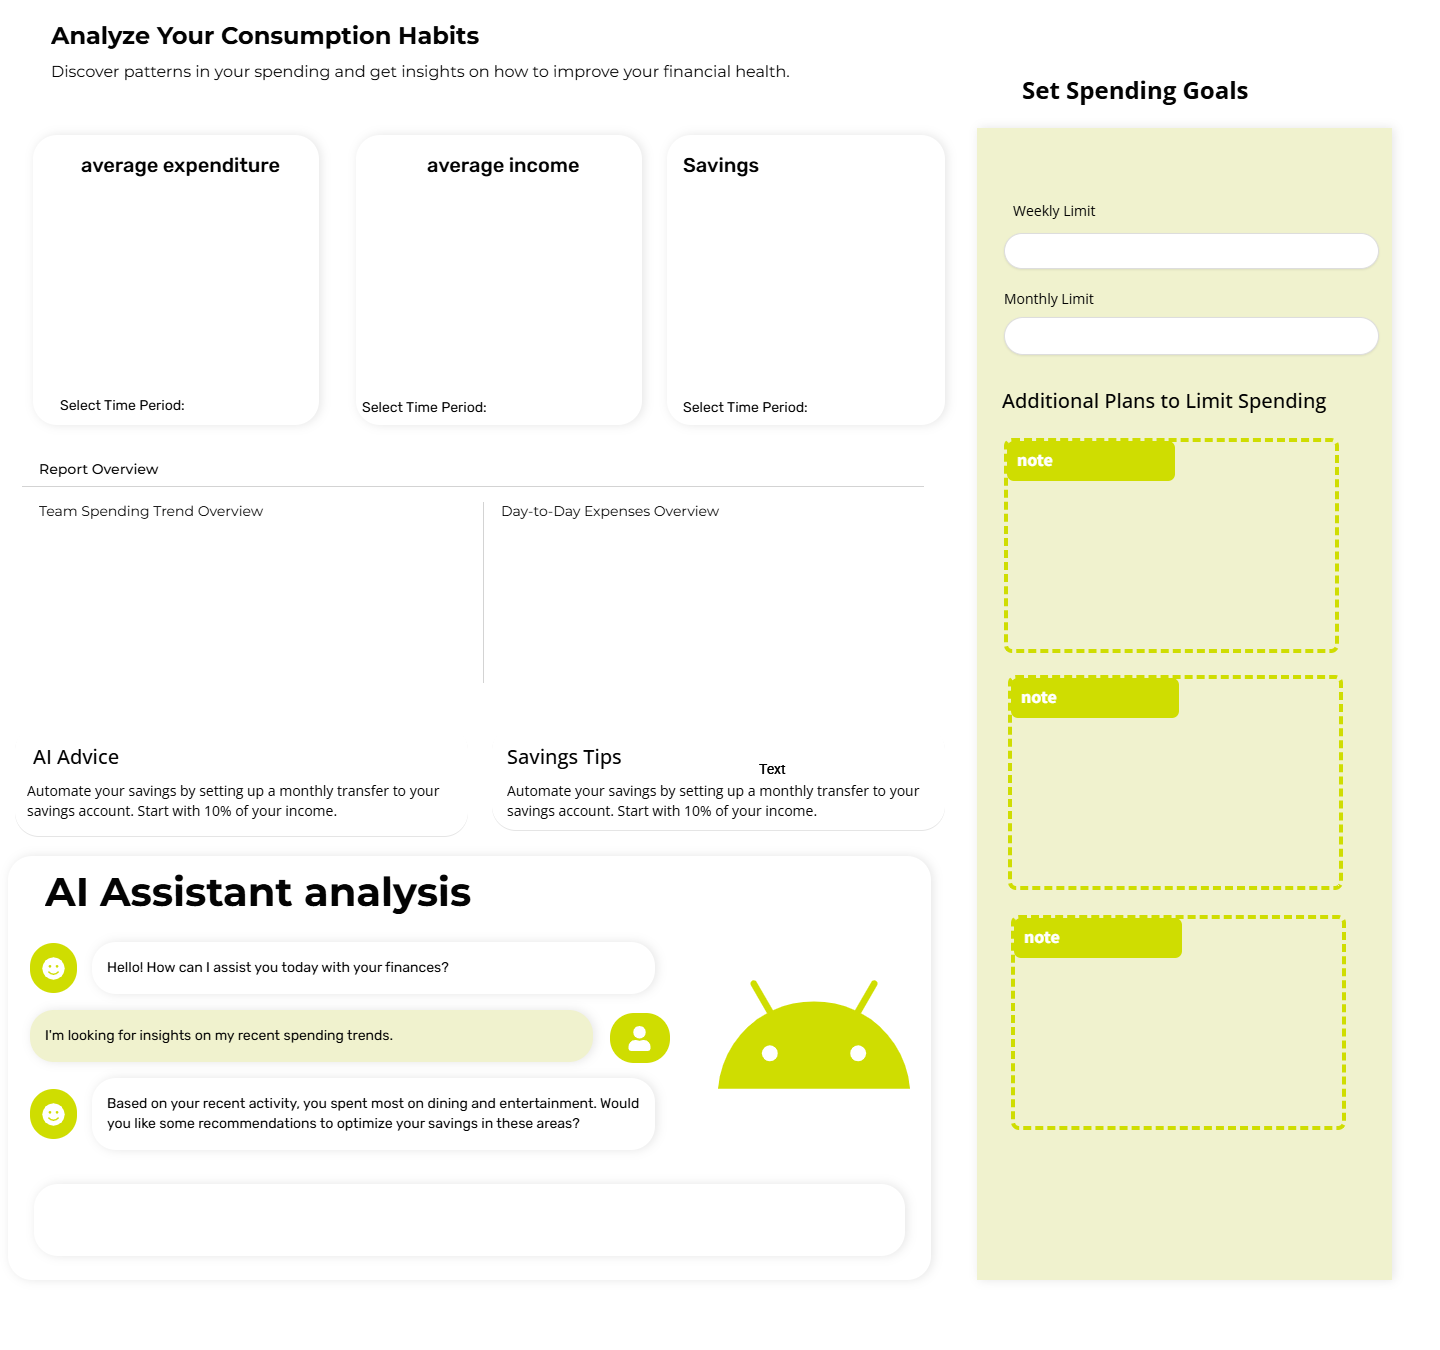 Analyze Your Consumption Habits
Discover patterns in your spending and get insights on how to improve your financial health.
average expenditure
Select Time Period:
average income
Select Time Period:
Savings
Select Time Period:
Report Overview
Team Spending Trend Overview
Day-to-Day Expenses Overview
AI Advice
Automate your savings by setting up a monthly transfer to your
savings account. Start with 10% of your income.
Savings Tips
Text
Automate your savings by setting up a monthly transfer to your
savings account. Start with 10% of your income.
AI Assistant analysis
Hello! How can I assist you today with your finances?
I'm looking for insights on my recent spending trends.
Based on your recent activity, you spent most on dining and entertainment. Would
you like some recommendations to optimize your savings in these areas?
Set Spending Goals
Weekly Limit
Monthly Limit
Additional Plans to Limit Spending
note
note
note